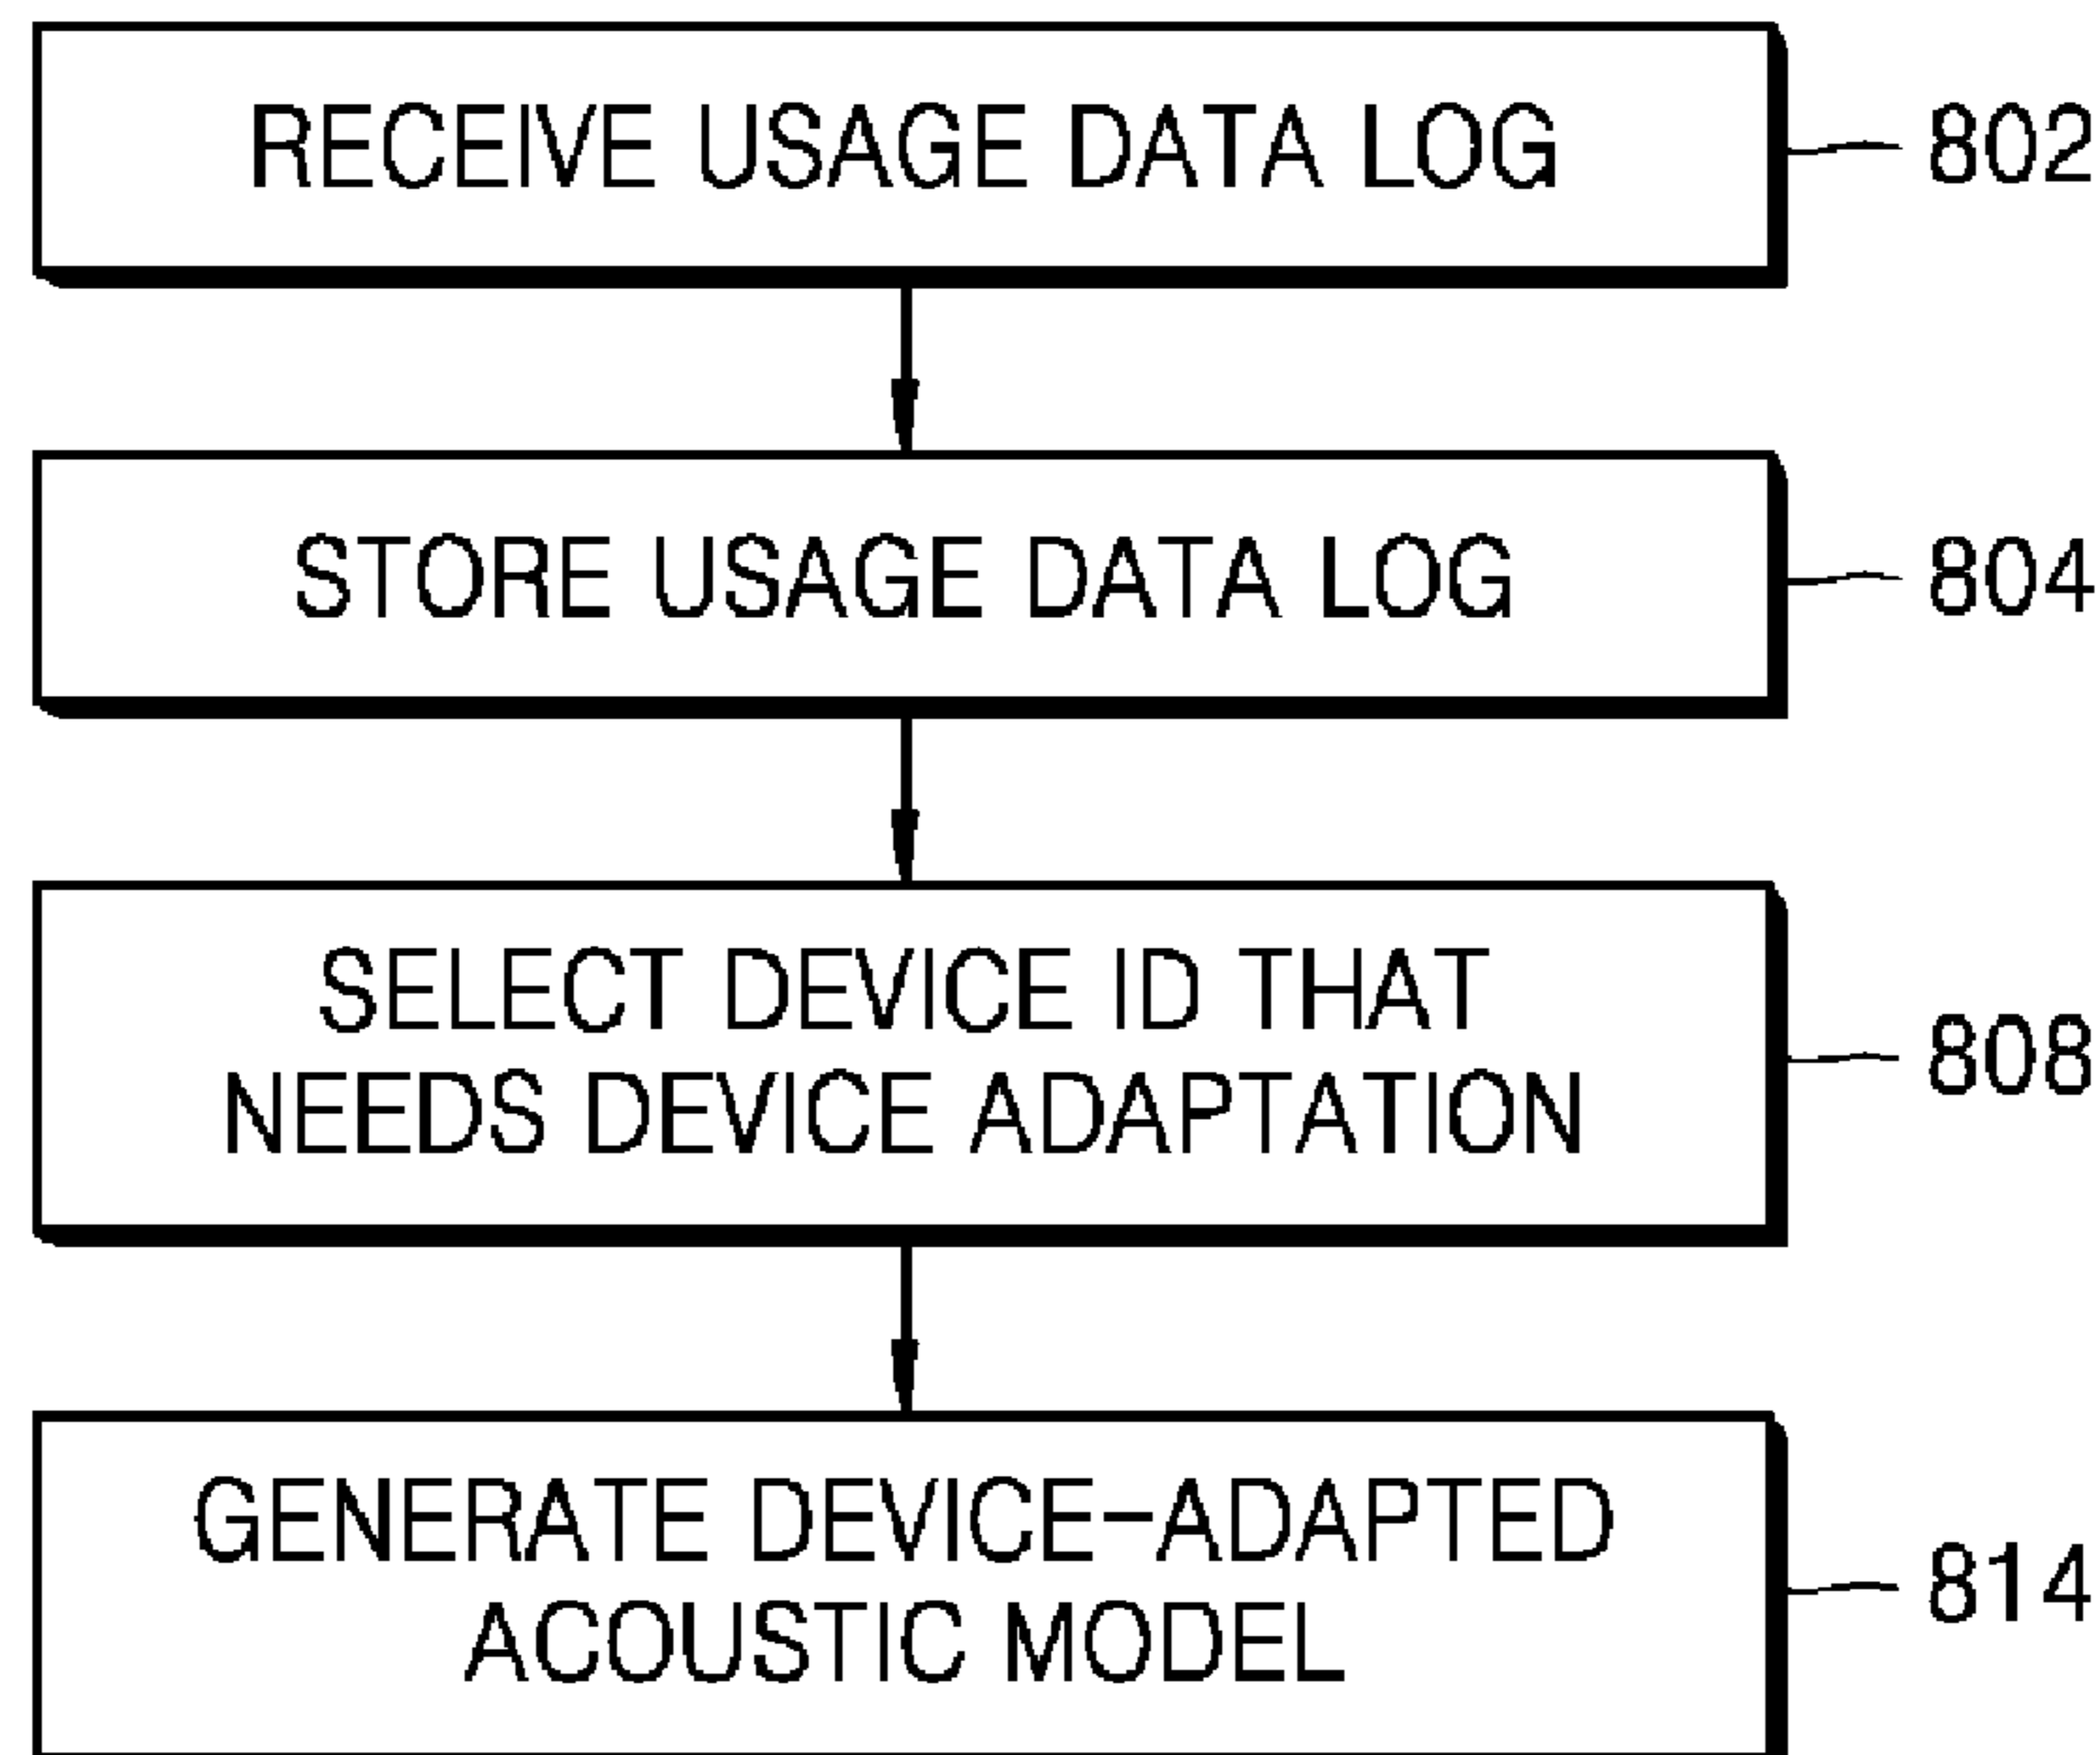 RECEIVE USAGE DATA LOG
802
STORE USAGE DATA LOG
804
SELECT DEVICE ID THAT
NEEDS DEVICE ADAPTATION
808
GENERATE DEVICE-ADAPTED
ACOUSTIC MODEL
814